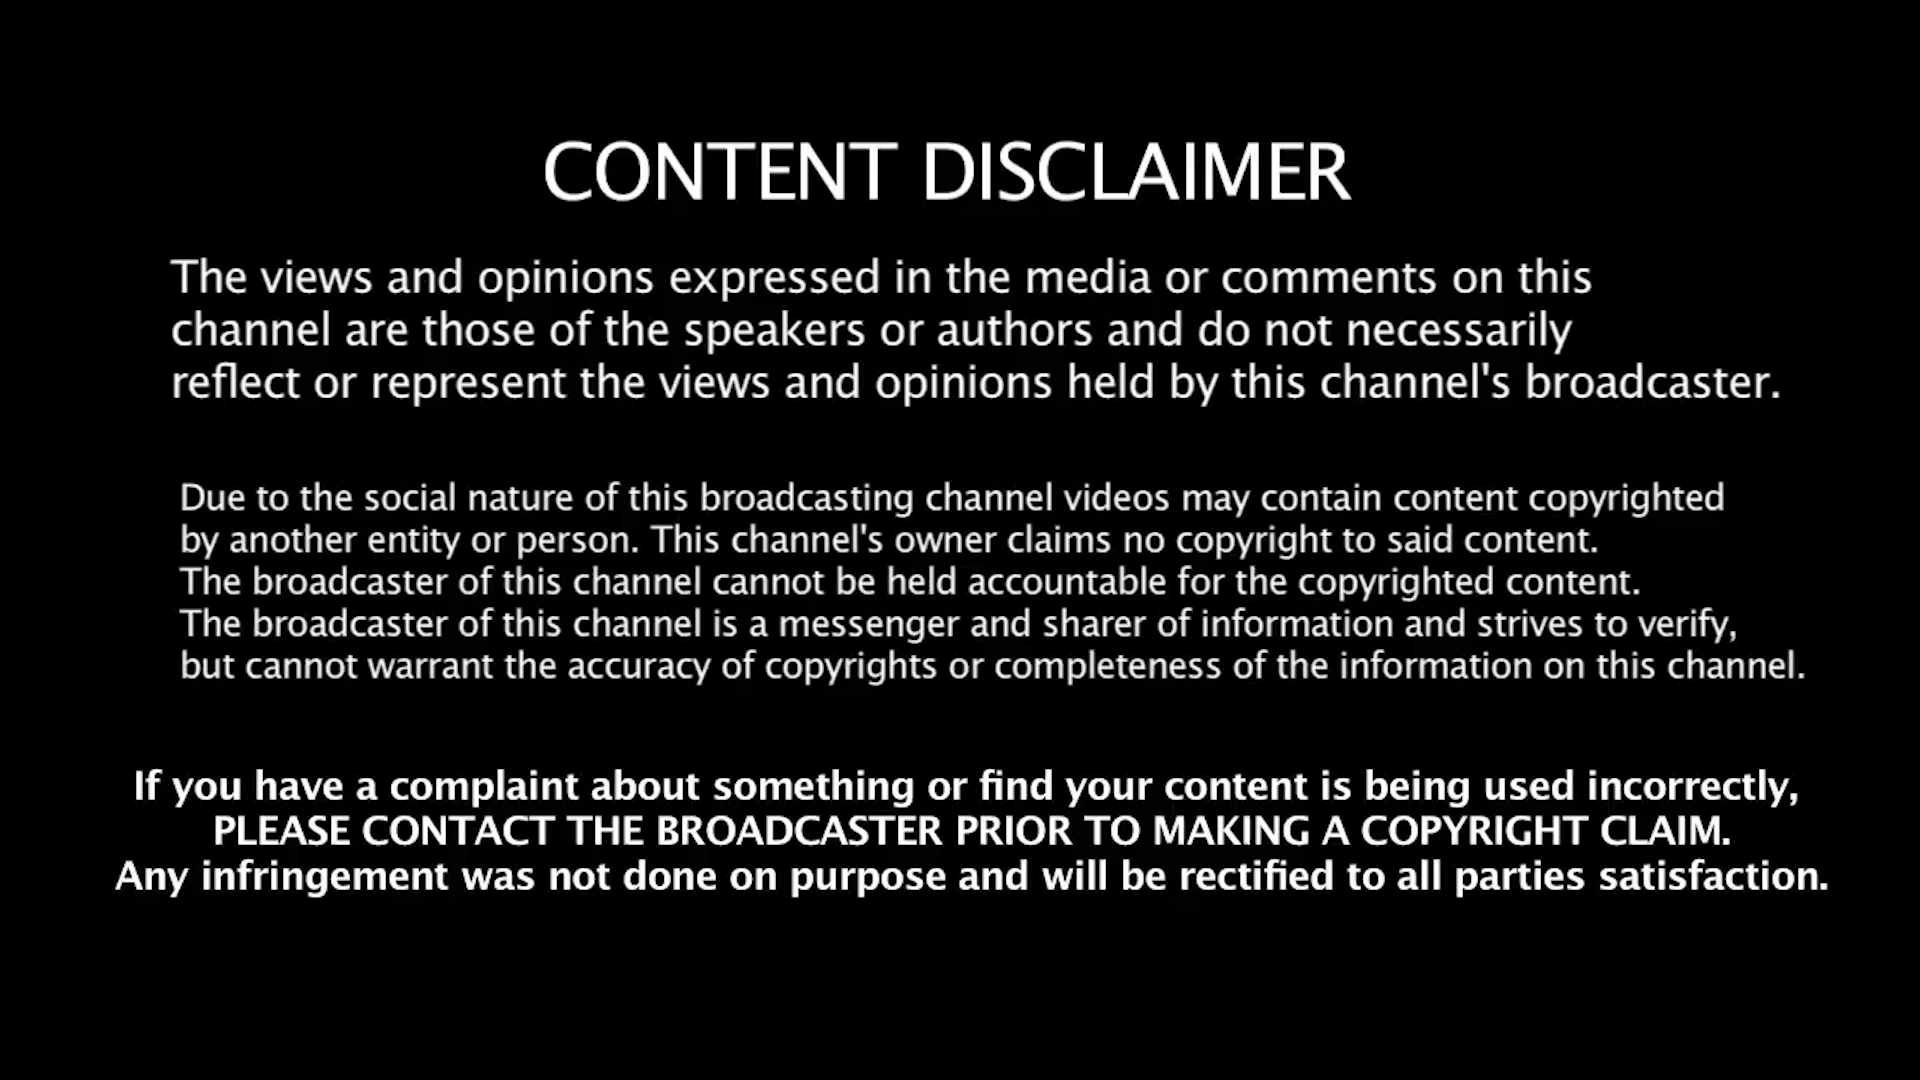 CONTENT DISCLAIMER
The views and opinions expressed in the media or comments on this
channel are those of the speakers or authors and do not necessarily
reflect or represent the views and opinions held by this channel's broadcaster.
Due to the social nature of this broadcasting channel videos may contain content copyrighted
by another entity or person. This channel's owner claims no copyright to said content.
The broadcaster of this channel cannot be held accountable for the copyrighted content.
The broadcaster of this channel is a messenger and sharer of information and strives to verify,
but cannot warrant the accuracy of copyrights or completeness of the information on this channel.
If you have a complaint about something or find your content is being used incorrectly,
PLEASE CONTACT THE BROADCASTER PRIOR TO MAKING A COPYRIGHT CLAIM.
Any infringement was not done on purpose and will be rectified to all parties satisfaction.